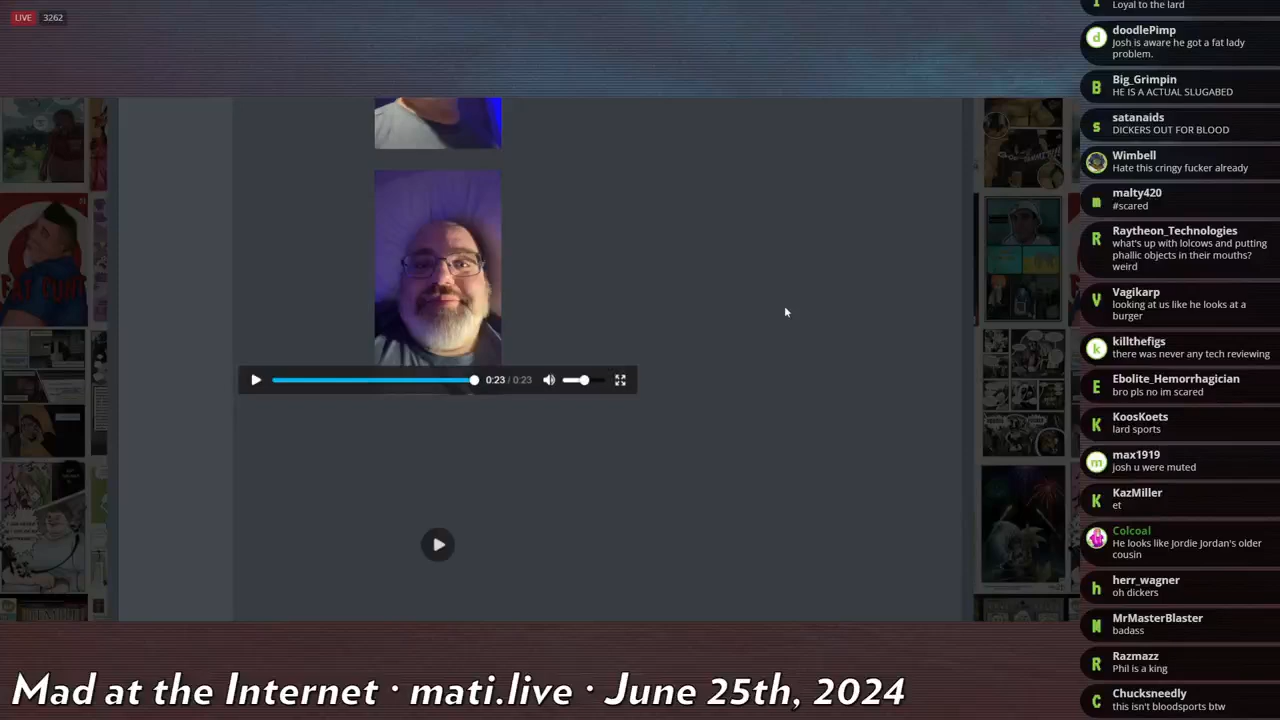 LIVE 3262
Loyal to the lard
doodlePimp
Josh is aware he got a fat lady
problem.
Big_Grimpin
HE IS A ACTUAL SLUGABED
satanaids
DICKERS OUT FOR BLOOD
Wimbell
Hate this cringy fucker already
malty420
#scared
Raytheon_Technologies
what's up with lolcows and putting
phallic objects in their mouths?
weird
Vagikarp
looking at us like he looks at a
burger
killthefigs
there was never any tech reviewing
Ebolite_Hemorrhagician
bro pls no im scared
0:23 / 0:23
KoosKoets
lard sports
max1919
josh u were muted
KazMiller
et
Colcoal
He looks like Jordie Jordan's older
cousin
herr_wagner
oh dickers
MrMasterBlaster
badass
Razmazz
Phil is a king
Chucksneedly
this isn't bloodsports btw
Mad at the Internet · mati.live · June 25th, 2024